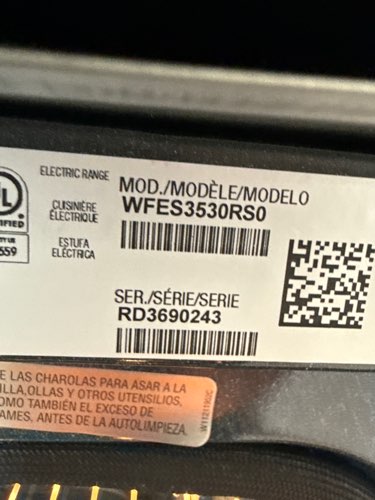 ELECTRIC RANGE
MOD./MODÈLE/MODELO
CUISINIÈRE
ÉLECTRIQUE
WFES3530RS0
ESTUFA
ELÉCTRICA
SER./SÉRIE/SERIE
RD3690243
E LAS CHAROLAS PARA ASAR A LA
ILLA,OLLAS Y OTROS UTENSILIOS,
OMO TAMBIÉN EL EXCESO DE
AMES, ANTES DE LA AUTOLIMPIEZA.